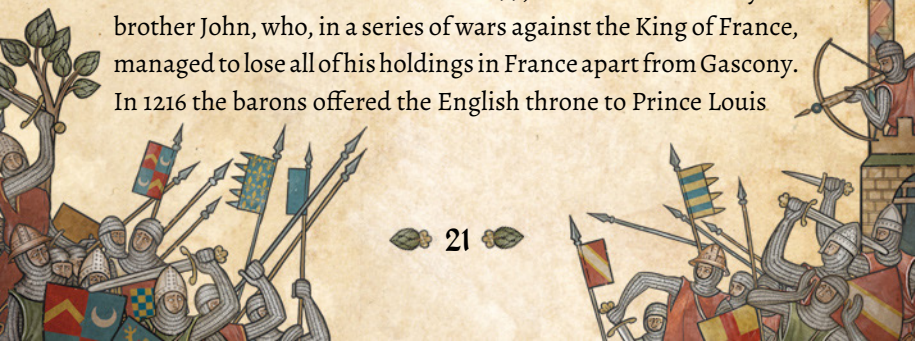 brother John, who, in a series of wars against the King of France,
managed to lose all of his holdings in France apart from Gascony.
In 1216 the barons offered the English throne to Prince Louis
21